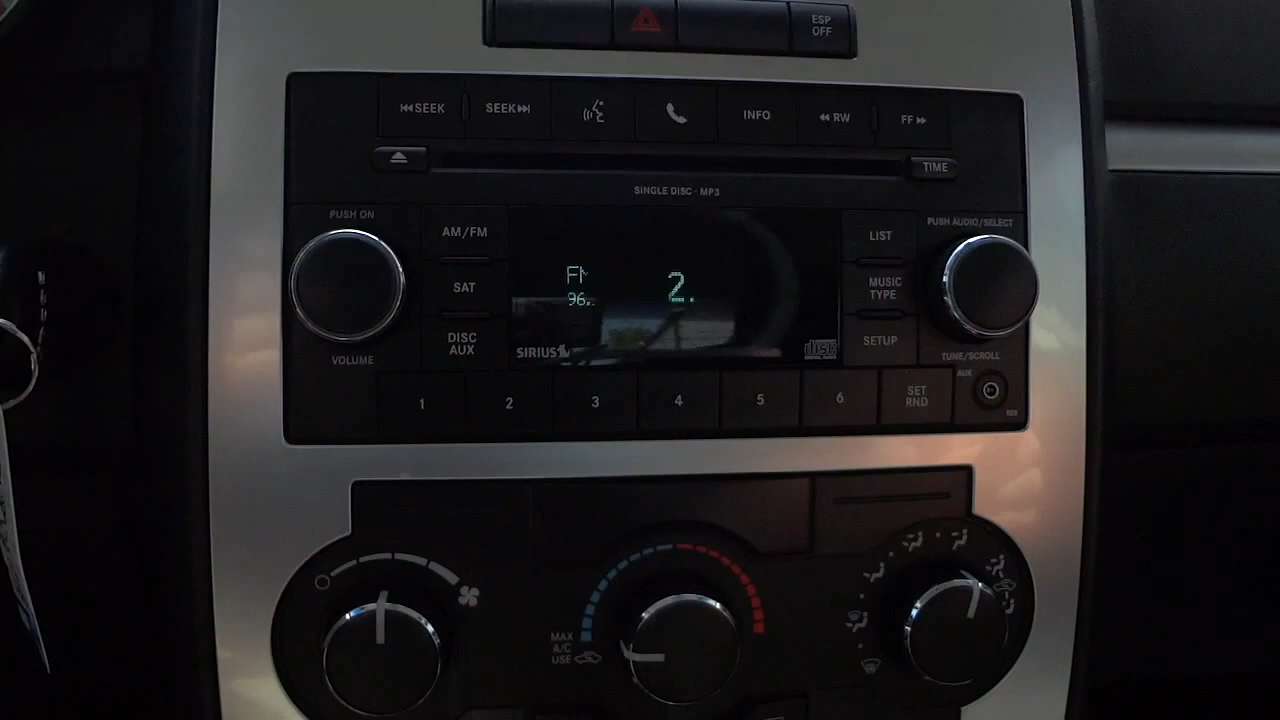 ESP
OFF
SEEK
SEEK
INFO
RW
FF
TIME
SINGLE DISC · MP3
PUSH ON
AM/FM
SAT
DISC
AUX
VOLUME
96
2
SIRIUS
disc
LIST
MUSIC
TYPE
SETUP
PUSH AUDIO/SELECT
TUNE/SCROLL
AUX
1
2
3
4
5
6
SET
RND
MAX
A/C
USE